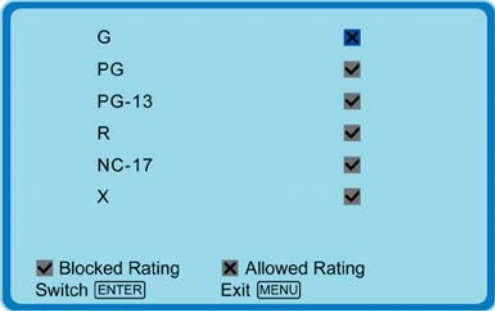 G
PG
PG-13
R
NC-17
X
Blocked Rating Allowed Rating
Switch ENTER Exit MENU